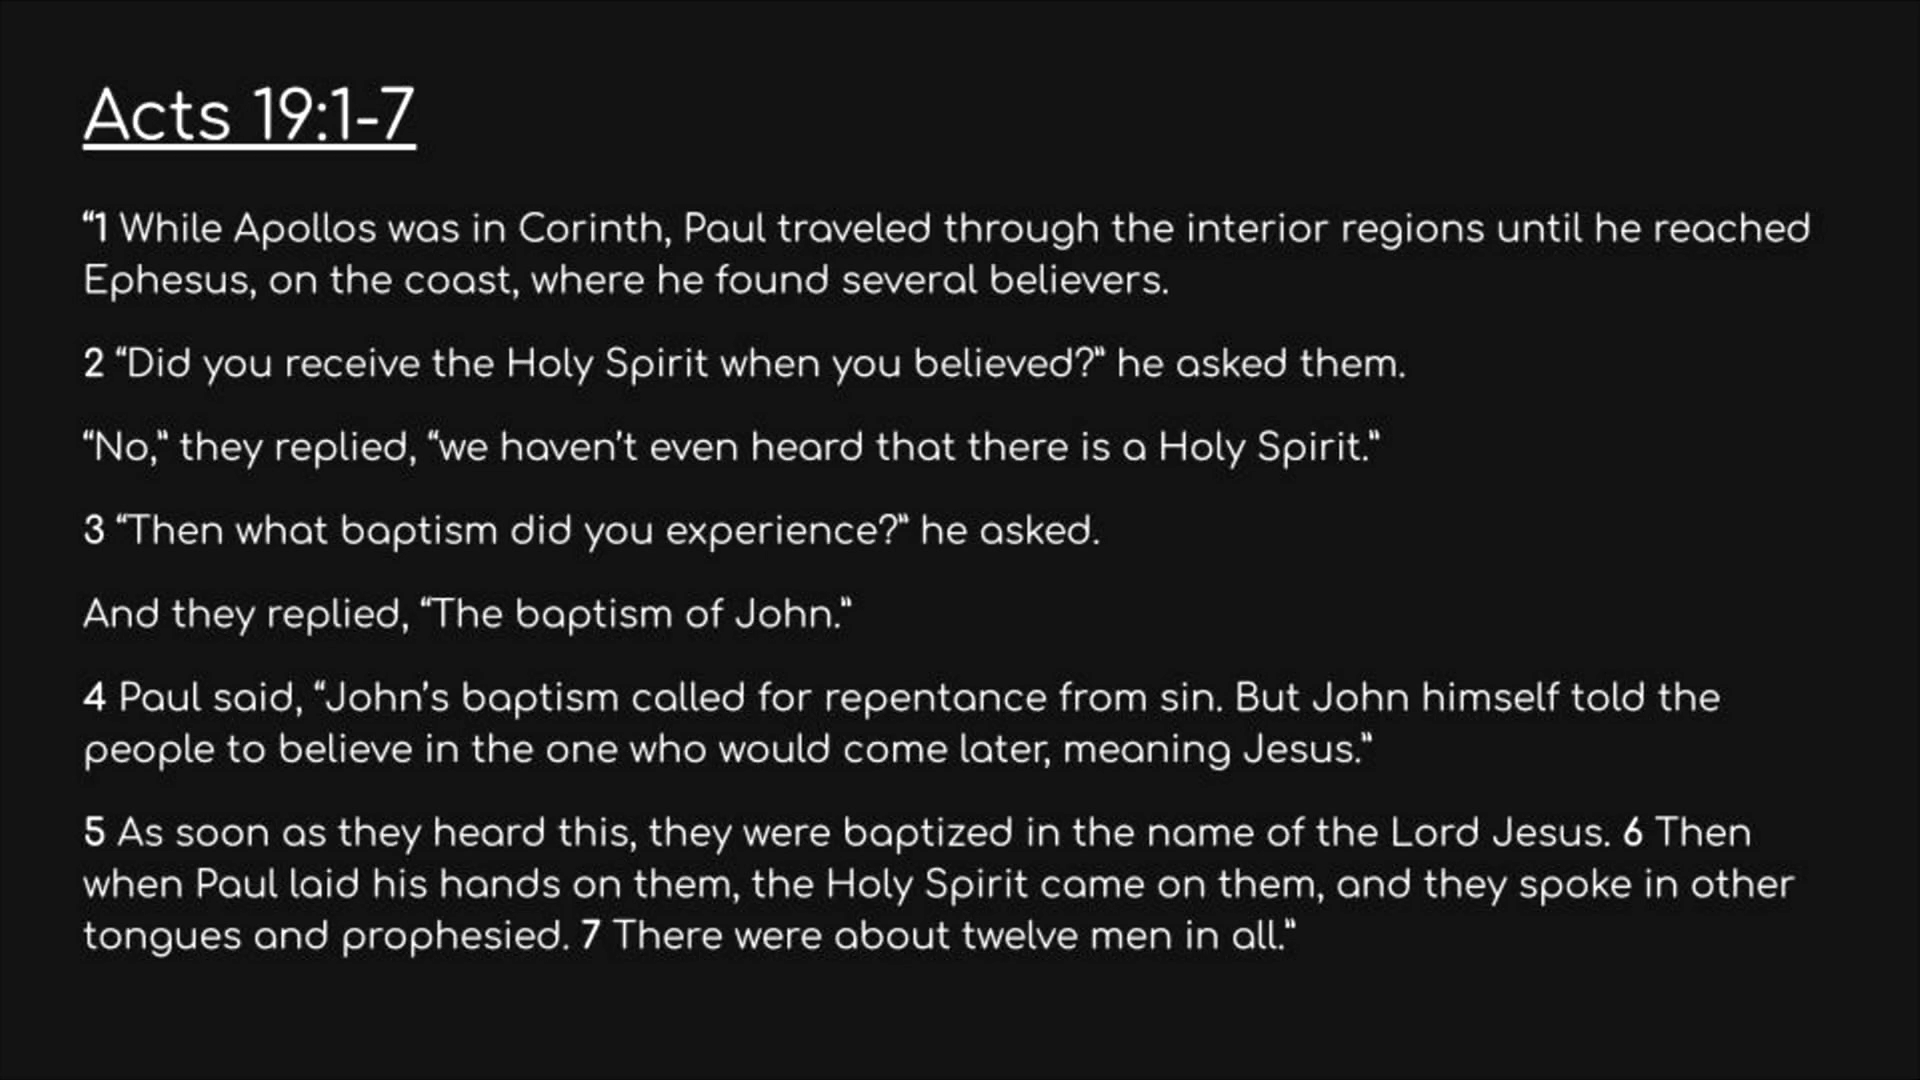 Acts 19:1-7
“1 While Apollos was in Corinth, Paul traveled through the interior regions until he reached
Ephesus, on the coast, where he found several believers.
2 “Did you receive the Holy Spirit when you believed?” he asked them.
“No,” they replied, “we haven’t even heard that there is a Holy Spirit.”
3 “Then what baptism did you experience?” he asked.
And they replied, “The baptism of John.”
4 Paul said, “John’s baptism called for repentance from sin. But John himself told the
people to believe in the one who would come later, meaning Jesus.”
5 As soon as they heard this, they were baptized in the name of the Lord Jesus. 6 Then
when Paul laid his hands on them, the Holy Spirit came on them, and they spoke in other
tongues and prophesied. 7 There were about twelve men in all.”